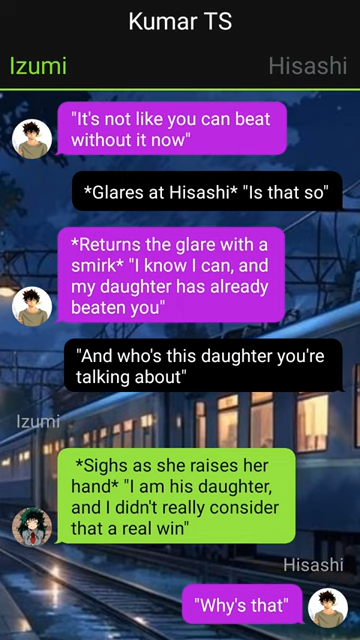 Kumar TS
Izumi
Hisashi
"It's not like you can beat
without it now"
*Glares at Hisashi* "Is that so"
*Returns the glare with a
smirk* "I know I can, and
my daughter has already
beaten you"
"And who's this daughter you're
talking about"
Izumi
*Sighs as she raises her
hand* "I am his daughter,
and I didn't really consider
that a real win"
Hisashi
"Why's that"